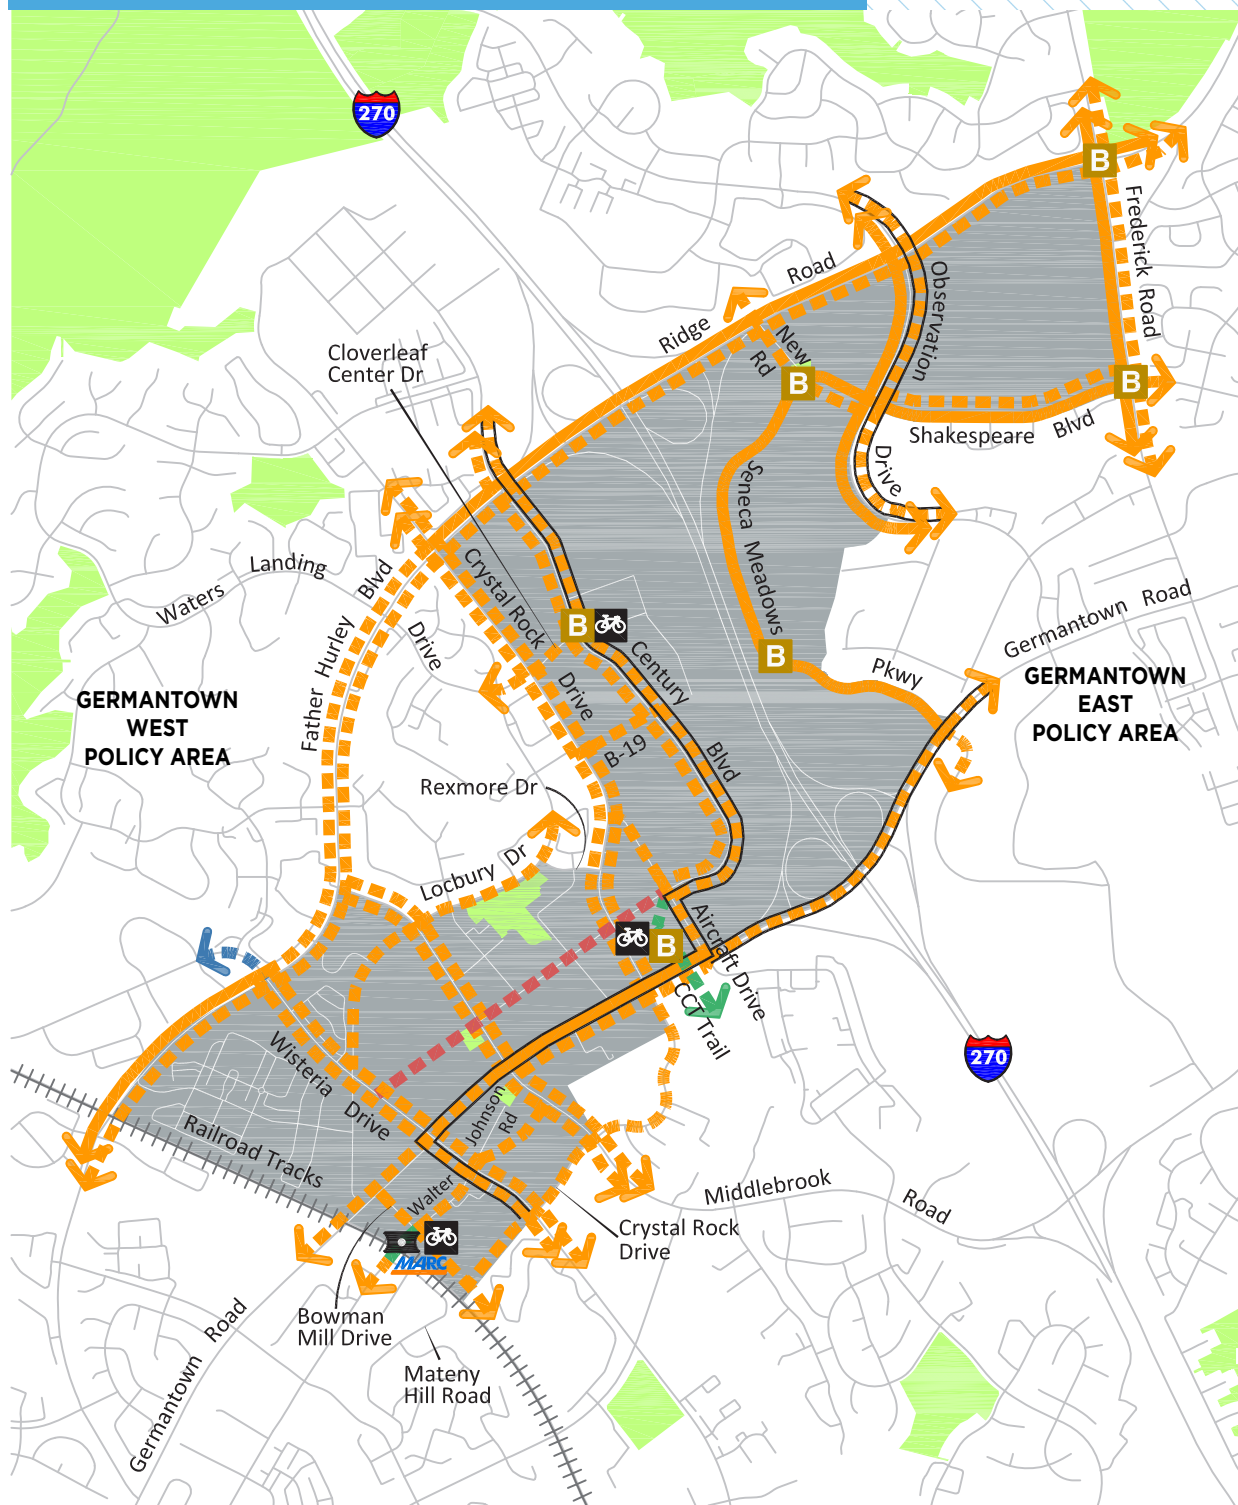 270
B
Frederick Road
Road
Ridge
Observation
New
Rd
B
B
Cloverleaf
Center Dr
Shakespeare
Blvd
Drive
Seneca
Meadows
Landing
Waters
Blvd
Hurley
Father
Drive
Crystal Rock
Drive
B
Century
Blvd
Germantown
Road
B
Pkwy
GERMANTOWN
EAST
POLICY AREA
GERMANTOWN
WEST
POLICY AREA
B-19
Rexmore Dr
Locbury Dr
Aircraft Drive
B
CCT Trail
270
Wisteria
Drive
Johnson
Rd
Railroad Tracks
Walter
Middlebrook
Road
Crystal Rock
Drive
MARC
Bowman
Mill Drive
Germantown
Road
Mateny
Hill Road